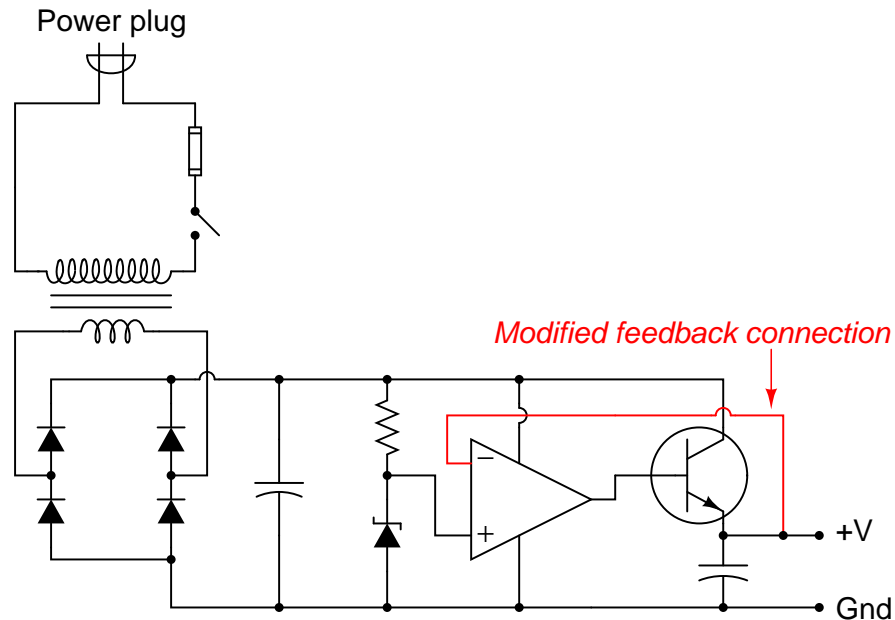 Power plug
Modified feedback connection
−
+
+V
Gnd